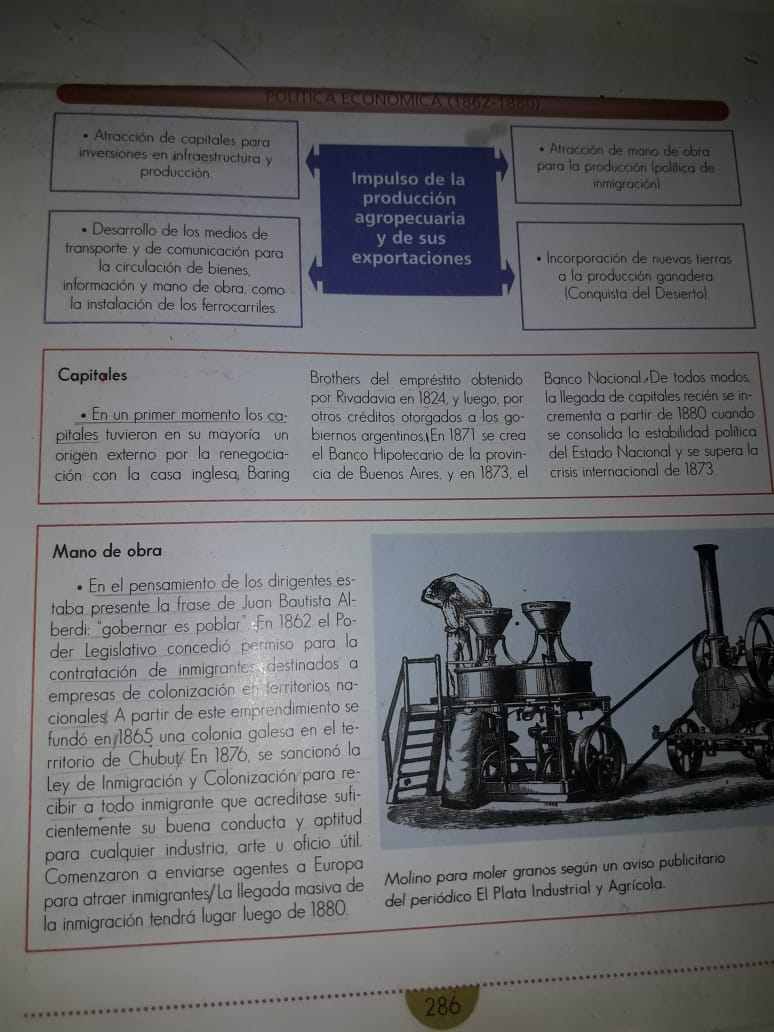 POLÍTICA ECONÓMICA (1862-1880)
• Atracción de capitales para
inversiones en infraestructura y
producción.
• Desarrollo de los medios de
transporte y de comunicación para
la circulación de bienes,
información y mano de obra, como
la instalación de los ferrocarriles.
Impulso de la
producción
agropecuaria
y de sus
exportaciones
• Atracción de mano de obra
para la producción (política de
inmigración).
• Incorporación de nuevas tierras
a la producción ganadera
(Conquista del Desierto).
Capitales
• En un primer momento los ca-
pitales tuvieron en su mayoría un
origen externo por la renegocia-
ción con la casa inglesa Baring
Brothers del empréstito obtenido
por Rivadavia en 1824, y luego, por
otros créditos otorgados a los go-
biernos argentinos. En 1871 se crea
el Banco Hipotecario de la provin-
cia de Buenos Aires, y en 1873, el
Banco Nacional. De todos modos,
la llegada de capitales recién se in-
crementa a partir de 1880 cuando
se consolida la estabilidad política
del Estado Nacional y se supera la
crisis internacional de 1873.
Mano de obra
• En el pensamiento de los dirigentes es-
taba presente la frase de Juan Bautista Al-
berdi: "gobernar es poblar". En 1862 el Po-
der Legislativo concedió permiso para la
contratación de inmigrantes destinados a
empresas de colonización en territorios na-
cionales. A partir de este emprendimiento se
fundó en 1865 una colonia galesa en el te-
rritorio de Chubut. En 1876, se sancionó la
Ley de Inmigración y Colonización para re-
cibir a todo inmigrante que acreditase sufi-
cientemente su buena conducta y aptitud
para cualquier industria, arte u oficio útil.
Comenzaron a enviarse agentes a Europa
para atraer inmigrantes. La llegada masiva de
la inmigración tendrá lugar luego de 1880.
Molino para moler granos según un aviso publicitario
del periódico El Plata Industrial y Agrícola.
286